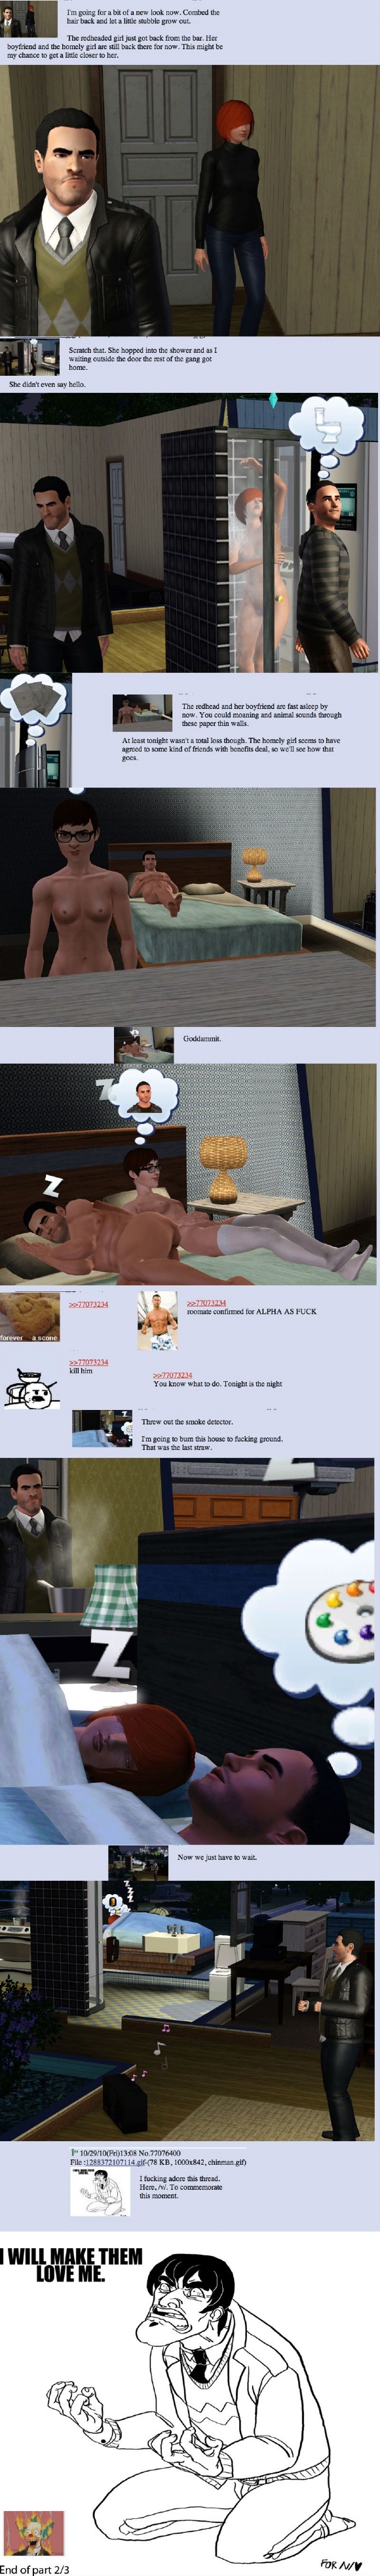 I'm going for a bit of a new look now. Combed the
hair back and let a little stubble grow out.
The redheaded girl just got back from the bar. Her
boyfriend and the homely girl are still back there for now. This might be
my chance to get a little closer to her.
Scratch that. She hopped into the shower and as I
waiting outside the door the rest of the gang got
home.
She didn't even say hello.
The redhead and her boyfriend are fast asleep by
now. You could moaning and animal sounds through
these paper thin walls.
At least tonight wasn't a total loss though. The homely girl seems to have
agreed to some kind of friends with benefits deal, so we'll see how that
goes.
Goddammit.
Z
Z
forever a scone
>>77073234
>>77073234
roomate confirmed for ALPHA AS FUCK
>>77073234
kill him
>>77073234
You know what to do. Tonight is the night
Threw out the smoke detector.
I'm going to burn this house to fucking ground.
That was the last straw.
Z
Now we just have to wait.
z
z
z
z
10/29/10(Fri)13:08 No.77076400
File :1288372107114.gif-(78 KB, 1000x842, chinman.gif)
I fucking adore this thread.
Here, /v/. To commemorate
this moment.
I WILL MAKE THEM
LOVE ME.
FOR /V/ ♥
End of part 2/3